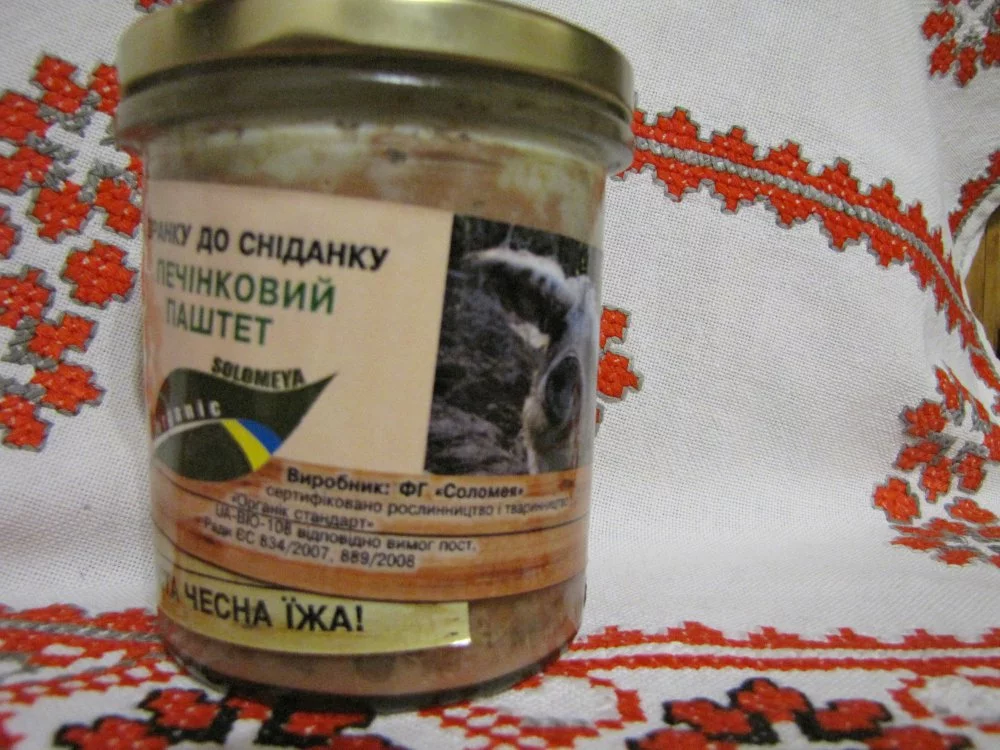 ДО СНІДАНКУ
ПЕЧІНКОВИЙ
ПАШТЕТ
SOLOMEYA
Виробник: ФГ «Соломея»
сертифіковано рослинництво і тваринництво
«Органік стандарт»
UA-BIO-108 відповідно вимог пост.
Ради ЄС 834/2007, 889/2008
ЧЕСНА ЇЖА!